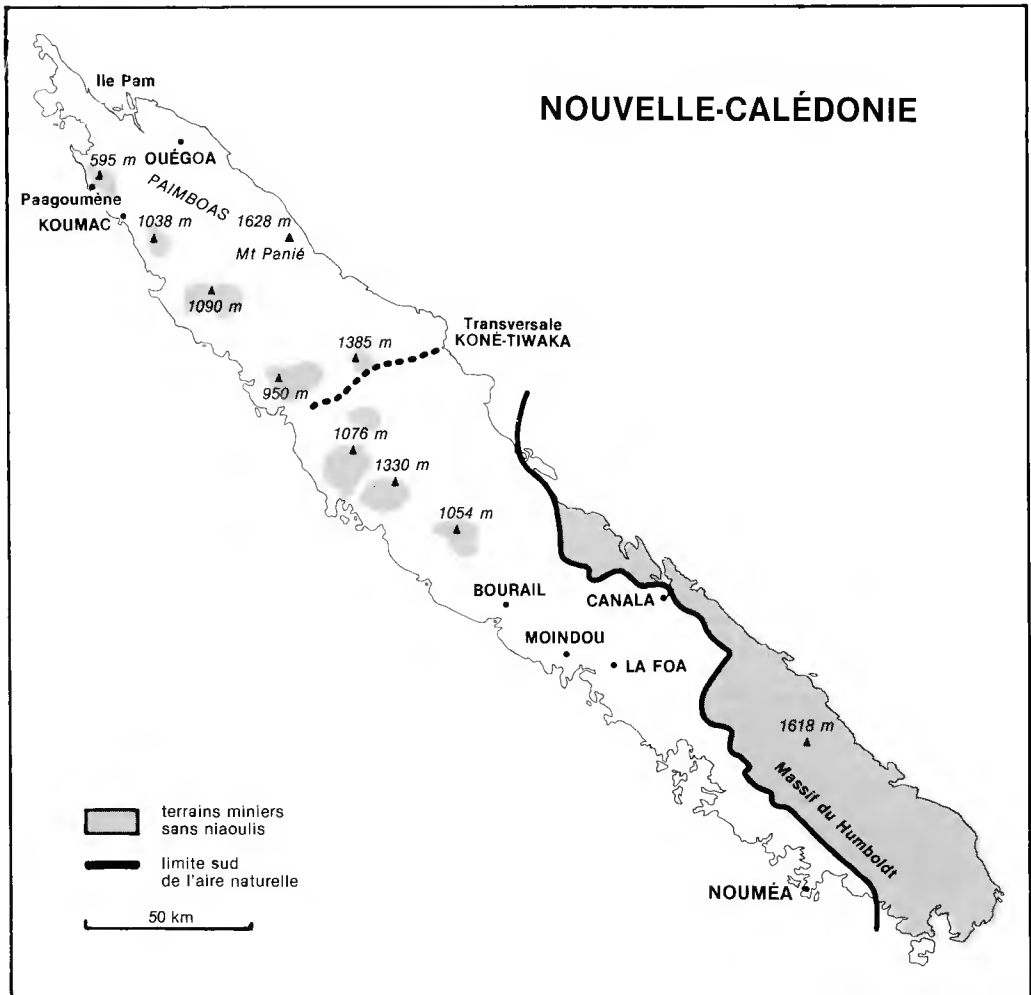 NOUVELLE-CALÉDONIE
Ile Pam
OUÉGOA
595 m
PAIMBOAS
Paagoumène
KOUMAC
1038 m
1628 m
Mt Panié
1090 m
Transversale
KONÉ-TIWAKA
1385 m
950 m
1076 m
1330 m
1054 m
BOURAIL
CANALA
MOINDOU
LA FOA
1618 m
Massif du Humboldt
NOUMÉA
terrains miniers
sans niaoulis
limite sud
de l'aire naturelle
50 km